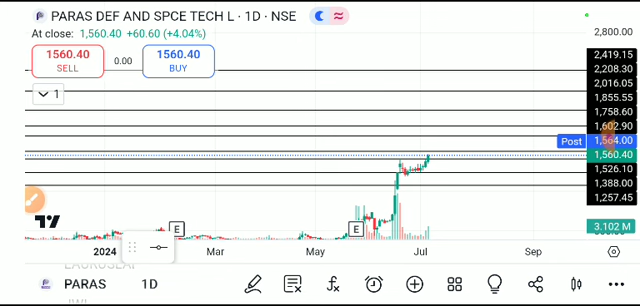 PARAS DEF AND SPCE TECH L · 1D · NSE
At close: 1,560.40 +60.60 (+4.04%)
1560.40
SELL
0.00
1560.40
BUY
1
2,800.00
2,419.15
2,208.30
2,016.05
1,855.55
1,758.60
1,602.90
Post 1,564.00
1,560.40
1,526.10
1,388.00
1,257.45
3.102 M
E
E
2024 Mar May Jul Sep
PARAS 1D